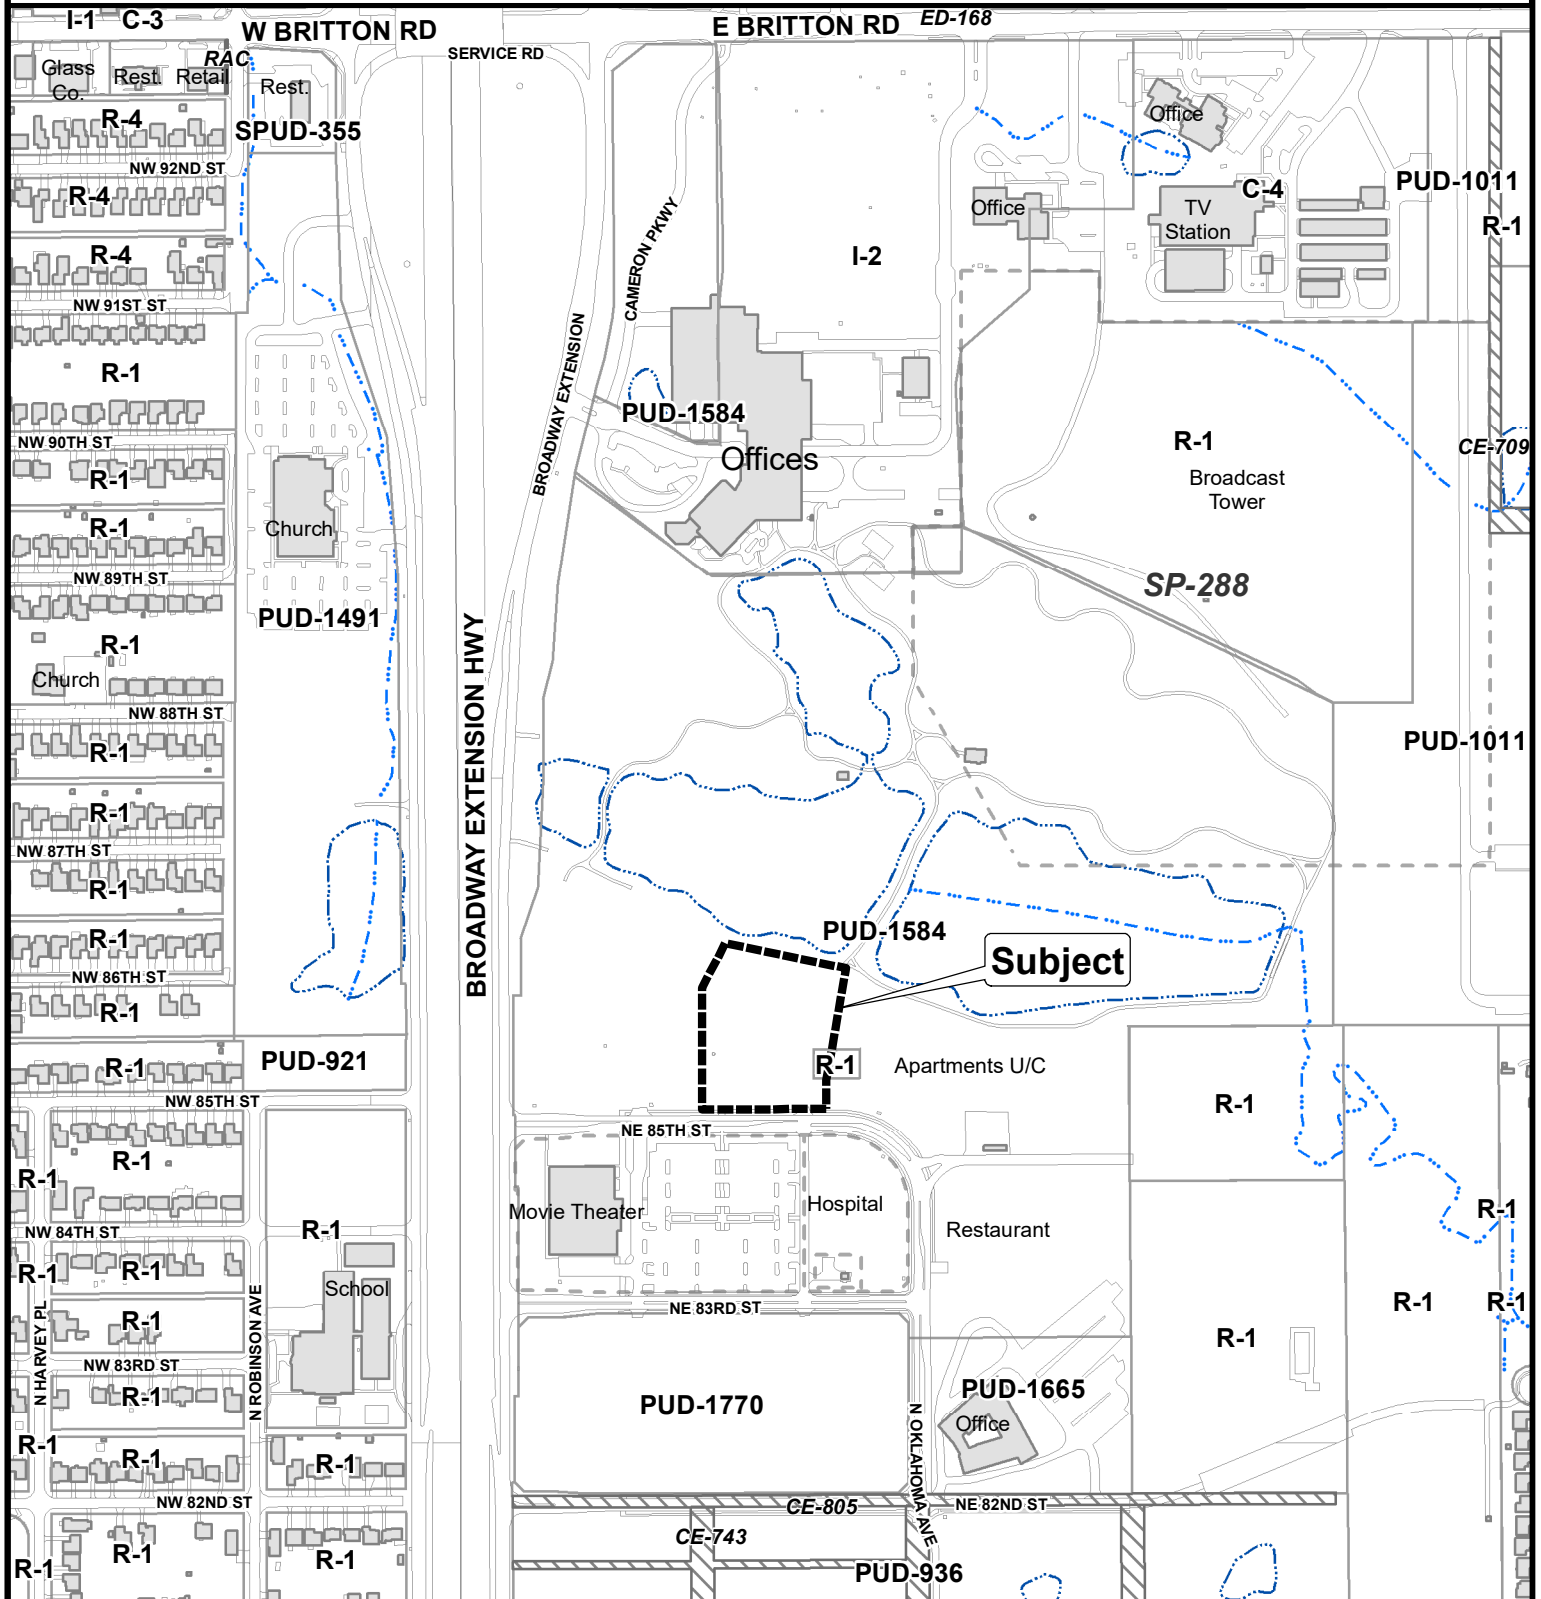 I-1 C-3
W BRITTON RD
E BRITTON RD
ED-168
SERVICE RD
RAC
Glass
Co.
Rest.
Retail
Rest.
R-4
SPUD-355
Office
NW 92ND ST
R-4
Office
TV
Station
C-4
PUD-1011
R-1
R-4
I-2
CAMERON PKWY
NW 91ST ST
R-1
BROADWAY EXTENSION
PUD-1584
Offices
NW 90TH ST
R-1
CE-709
R-1
Broadcast
Tower
R-1
Church
NW 89TH ST
SP-288
PUD-1491
R-1
Church
NW 88TH ST
R-1
PUD-1011
BROADWAY EXTENSION HWY
R-1
NW 87TH ST
R-1
PUD-1584
R-1
Subject
NW 86TH ST
R-1
PUD-921
R-1
R-1
Apartments U/C
NW 85TH ST
R-1
NE 85TH ST
R-1
R-1
Movie Theater
Hospital
Restaurant
R-1
NW 84TH ST
R-1
R-1
R-1
School
N HARVEY PL
N ROBINSON AVE
NE 83RD ST
R-1
R-1
R-1
R-1
NW 83RD ST
R-1
PUD-1770
PUD-1665
Office
N OKLAHOMA AVE
R-1
R-1
R-1
NW 82ND ST
CE-805
NE 82ND ST
CE-743
R-1
R-1
R-1
PUD-936